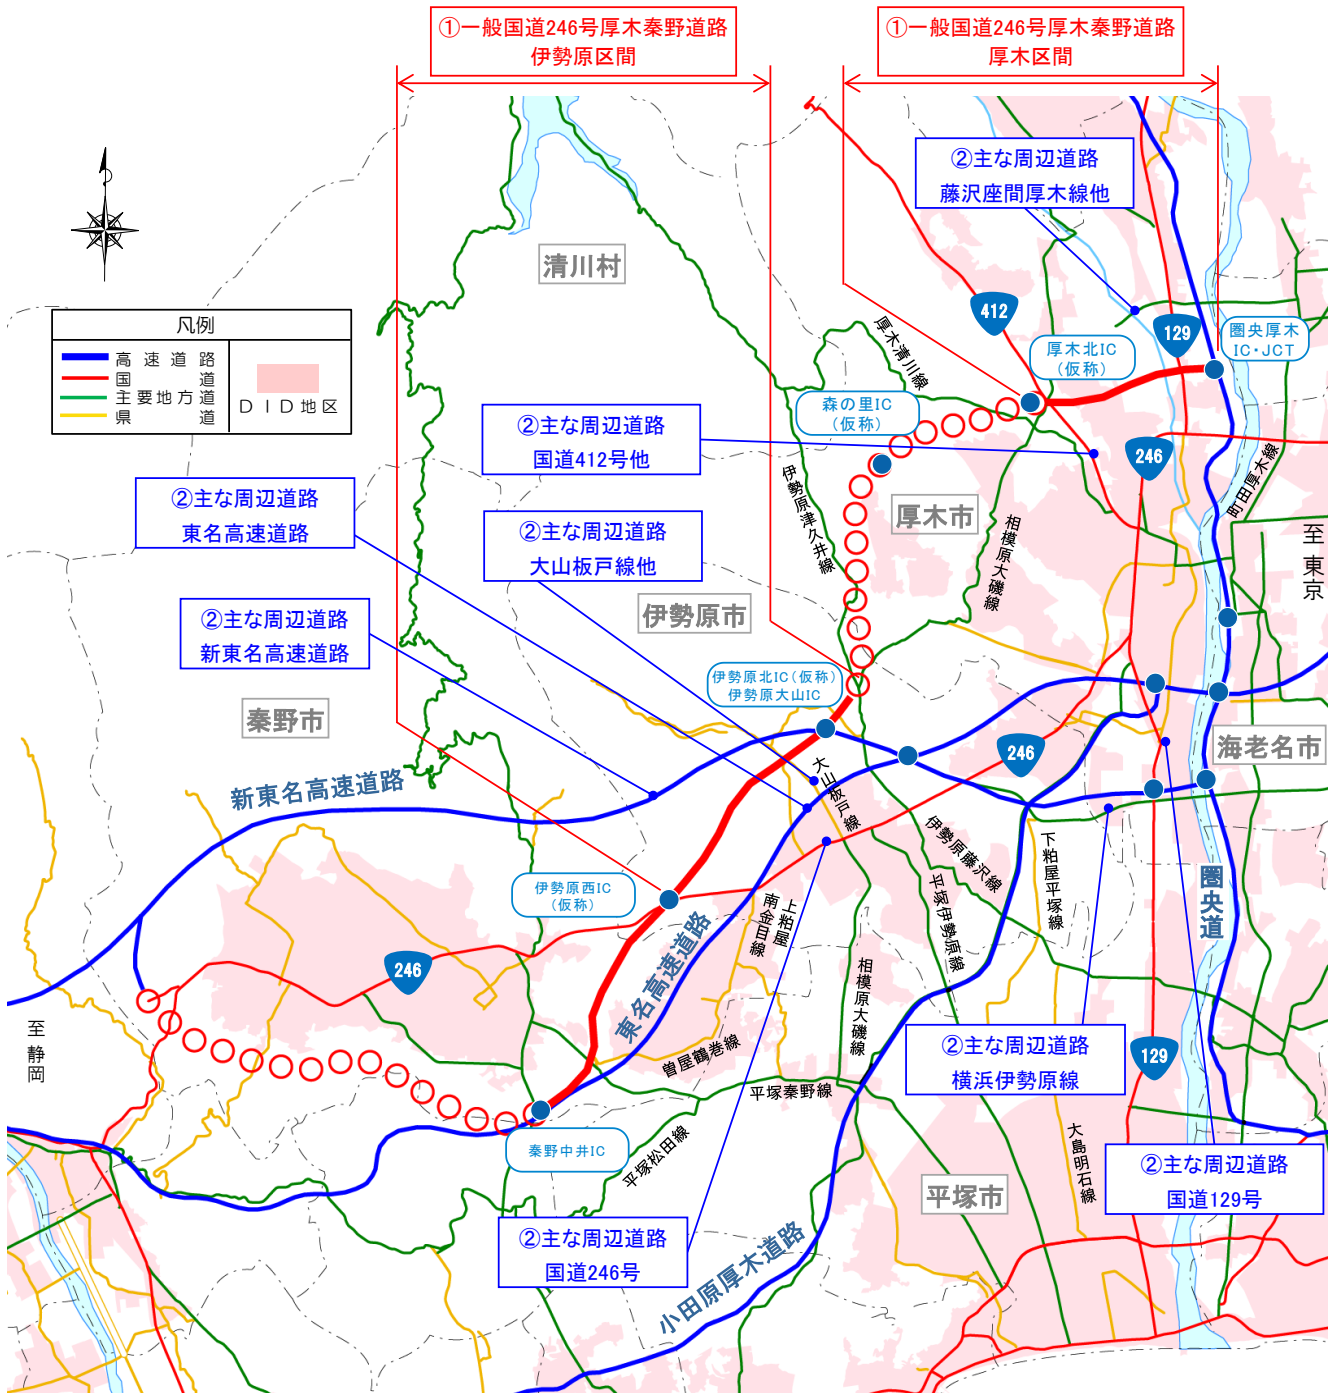 ①一般国道246号厚木秦野道路
伊勢原区間
①一般国道246号厚木秦野道路
厚木区間
②主な周辺道路
藤沢座間厚木線他
清川村
凡例
高速道路
国道
主要地方道
県道
DID地区
412
129
圏央厚木
IC・JCT
厚木清川線
厚木北IC
(仮称)
森の里IC
(仮称)
②主な周辺道路
国道412号他
246
町田厚木線
伊勢原津久井線
②主な周辺道路
東名高速道路
厚木市
②主な周辺道路
大山板戸線他
相模原大磯線
至東京
②主な周辺道路
新東名高速道路
伊勢原市
伊勢原北IC(仮称)
伊勢原大山IC
秦野市
海老名市
246
新東名高速道路
大山板戸線
伊勢原藤沢線
下粕屋平塚線
伊勢原西IC
(仮称)
平塚伊勢原線
圏央道
上粕屋
南金目線
東名高速道路
246
相模原大磯線
至静岡
②主な周辺道路
横浜伊勢原線
129
曽屋鶴巻線
平塚秦野線
秦野中井IC
平塚松田線
大島明石線
②主な周辺道路
国道129号
平塚市
②主な周辺道路
国道246号
小田原厚木道路